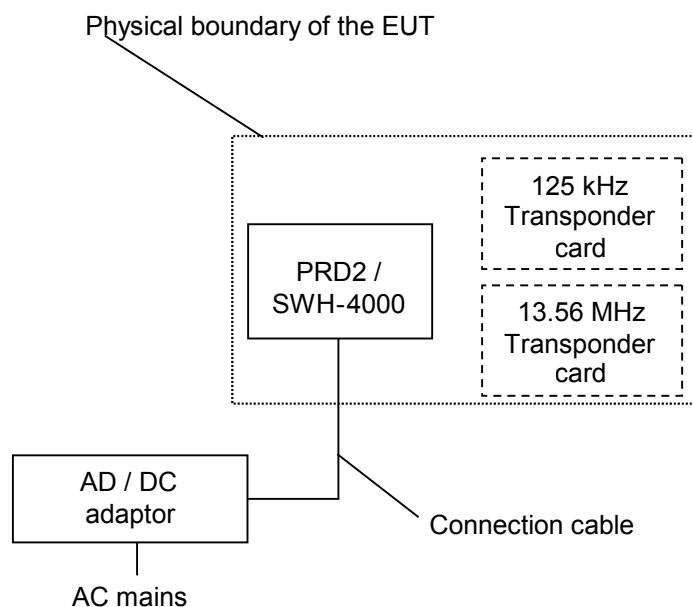 Physical boundary of the EUT
125 kHz
Transponder
card
PRD2 /
SWH-4000
13.56 MHz
Transponder
card
AD / DC
adaptor
Connection cable
AC mains